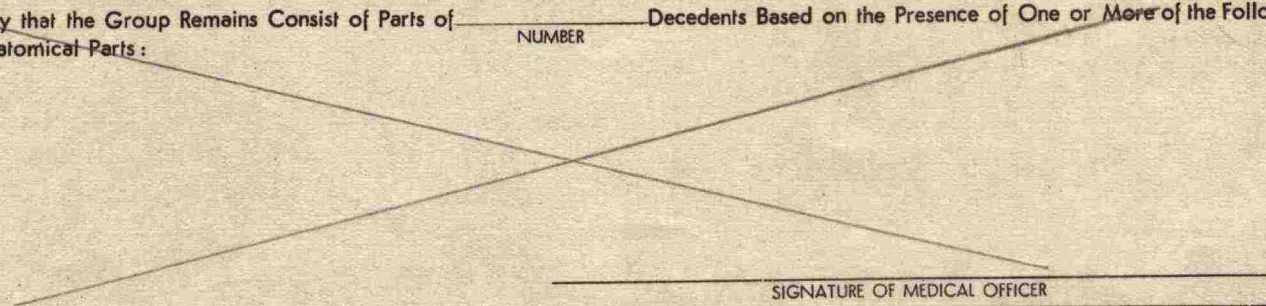 y that the Group Remains Consist of Parts of Decedents Based on the Presence of One or More of the Follo
NUMBER
atomical Parts:
SIGNATURE OF MEDICAL OFFICER